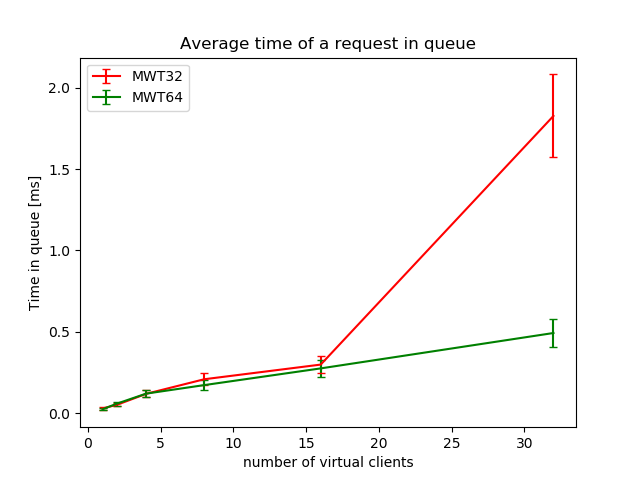 Average time of a request in queue
MWT32
MWT64
Time in queue [ms]
2.0
1.5
1.0
0.5
0.0
0 5 10 15 20 25 30
number of virtual clients